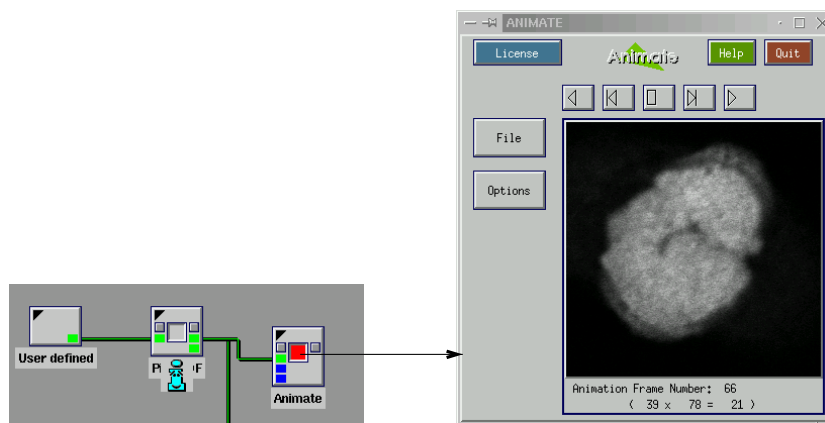 ANIMATE
License
Animate
Help
Quit
File
Options
User defined
Animate
Animation Frame Number: 66
( 39 x 78 = 21 )